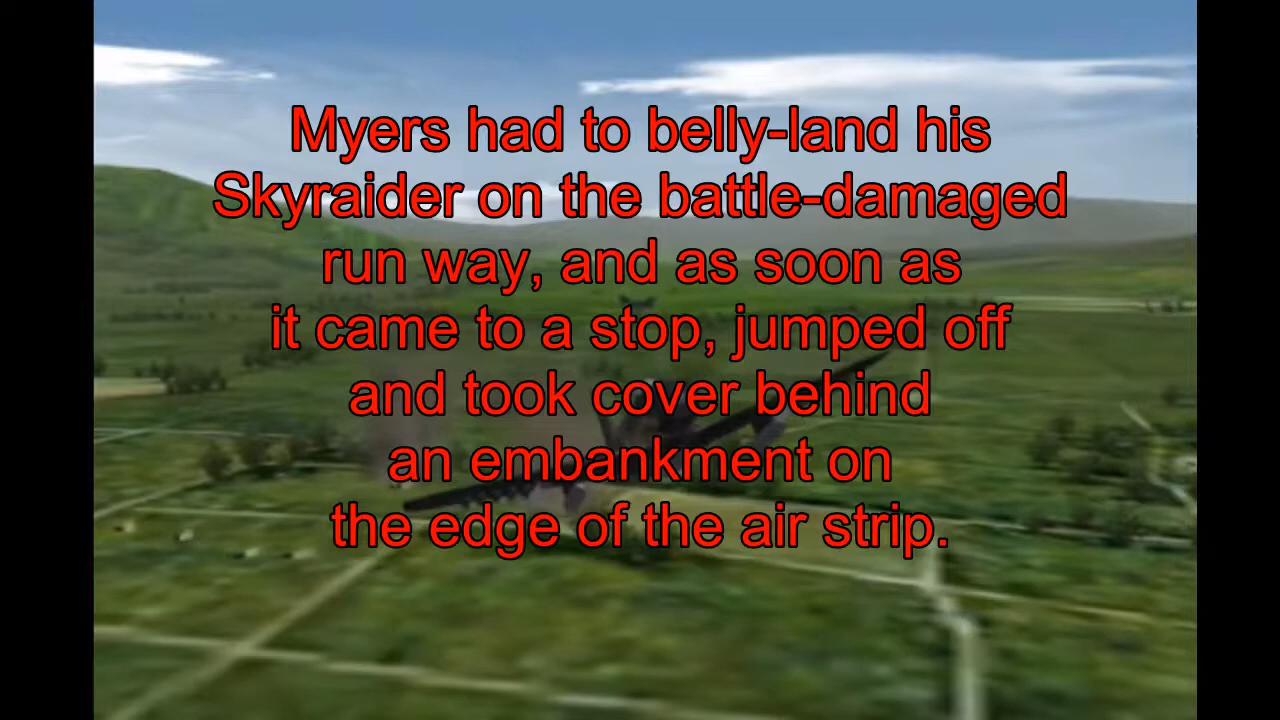 Myers had to belly-land his
Skyraider on the battle-damaged
run way, and as soon as
it came to a stop, jumped off
and took cover behind
an embankment on
the edge of the air strip.